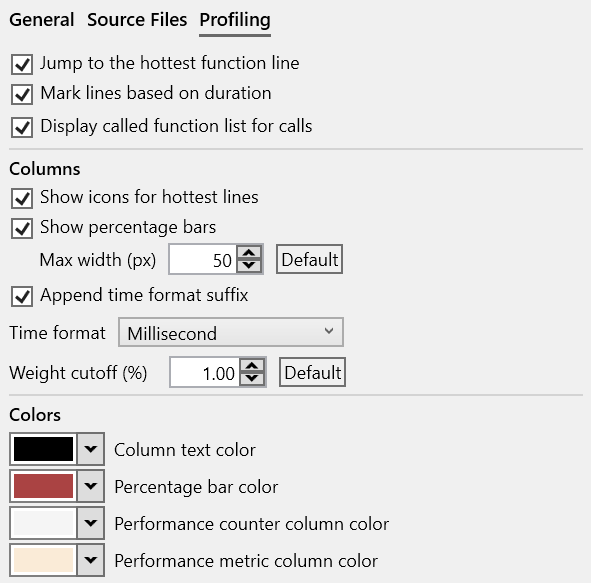 General Source Files Profiling
Jump to the hottest function line
Mark lines based on duration
Display called function list for calls
Columns
Show icons for hottest lines
Show percentage bars
Max width (px) 50 Default
Append time format suffix
Time format Millisecond
Weight cutoff (%) 1.00 Default
Colors
Column text color
Percentage bar color
Performance counter column color
Performance metric column color